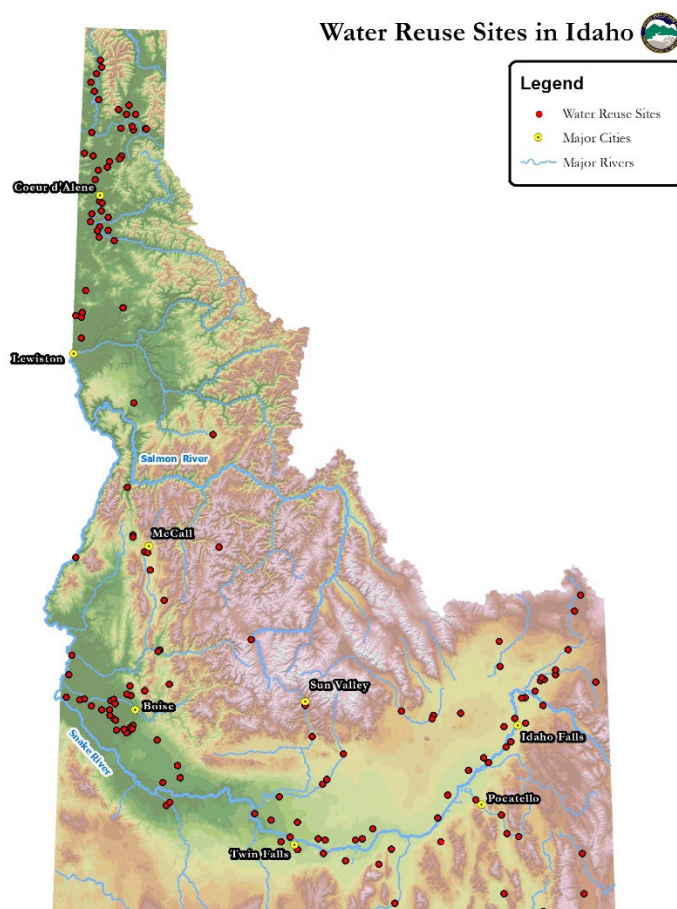 Water Reuse Sites in Idaho
Legend
Water Reuse Sites
Major Cities
Major Rivers
Coeur d'Alene
Lewiston
Salmon River
McCall
Sun Valley
Boise
Snake River
Idaho Falls
Pocatello
Twin Falls